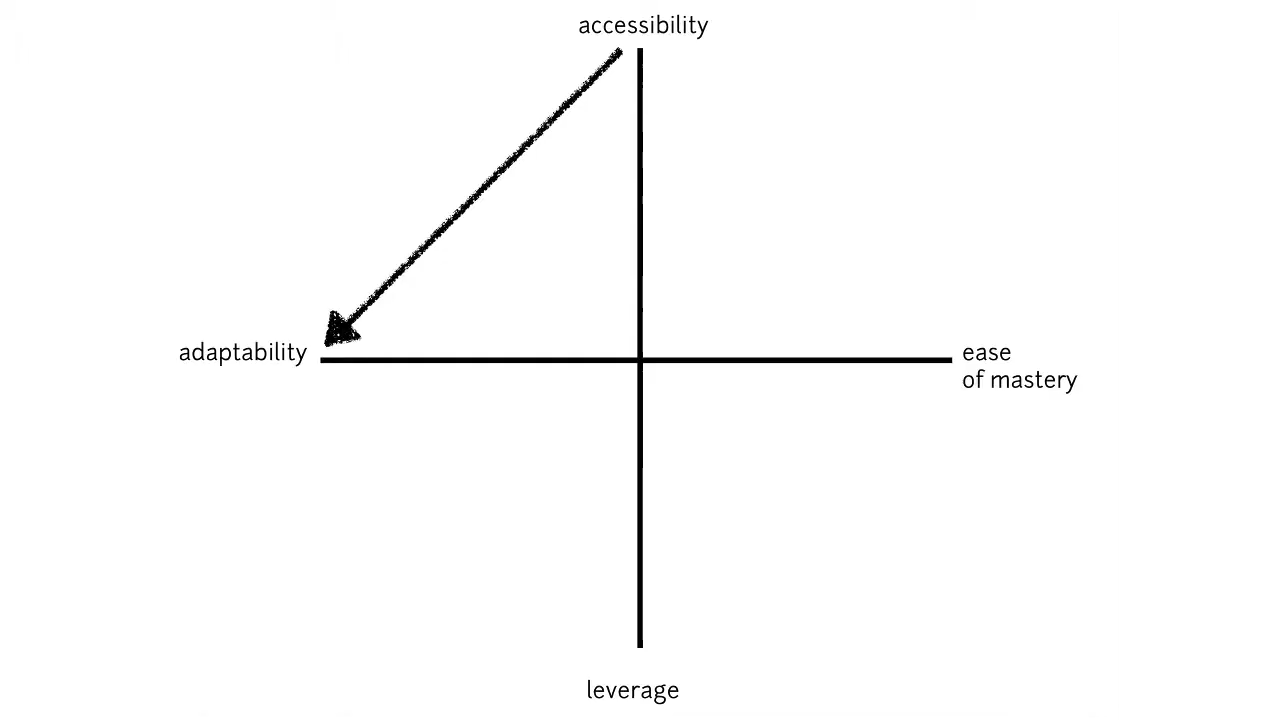 accessibility
adaptability
ease
of mastery
leverage